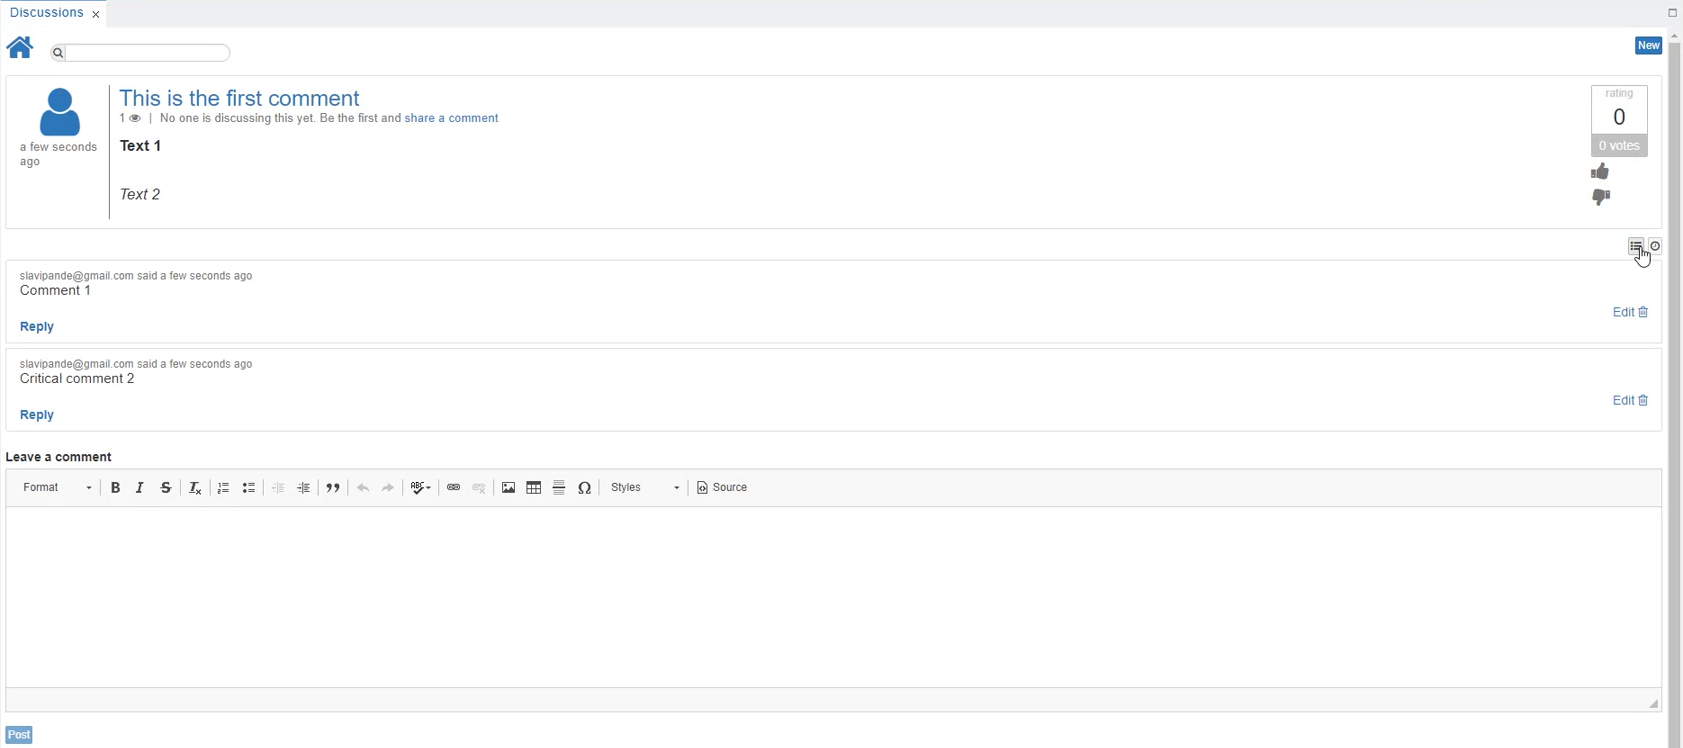 Discussions
New
This is the first comment
1 | No one is discussing this yet. Be the first and share a comment
a few seconds
ago
Text 1
Text 2
rating
0
0 votes
slavipande@gmail.com said a few seconds ago
Comment 1
Edit
Reply
slavipande@gmail.com said a few seconds ago
Critical comment 2
Edit
Reply
Leave a comment
Format B I S Tx ABC Ω Styles Source
Post